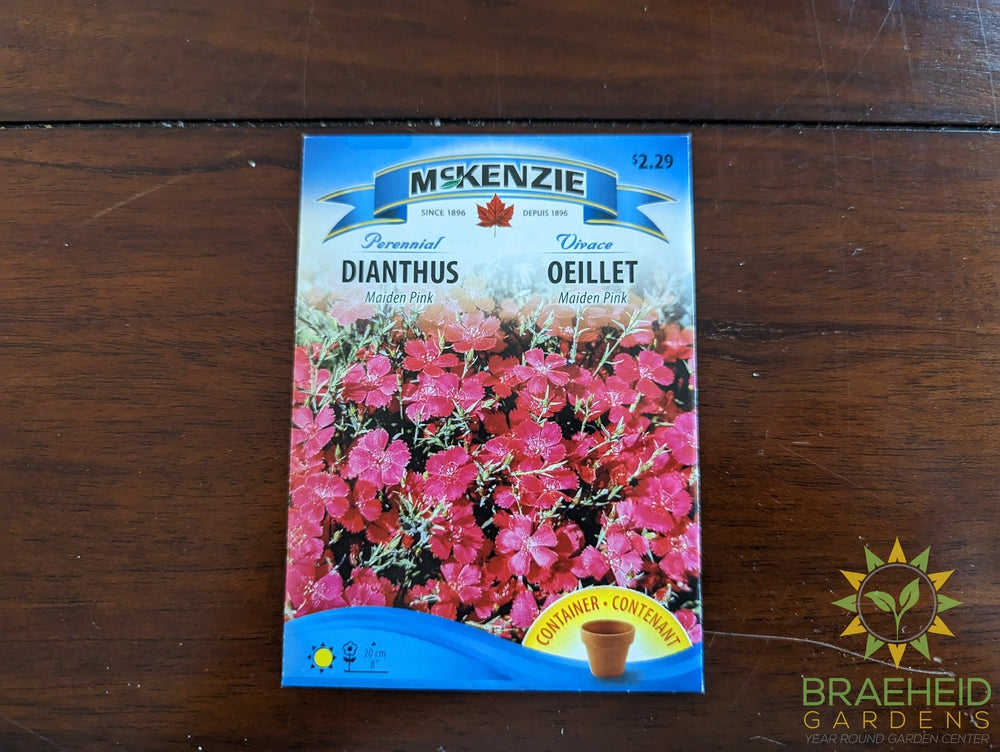 $2.29
McKENZIE
SINCE 1896 DEPUIS 1896
Perennial
DIANTHUS
Maiden Pink
Vivace
OEILLET
Maiden Pink
CONTAINER • CONTENANT
20 cm
8"
BRAEHEID
GARDENS
YEAR ROUND GARDEN CENTER